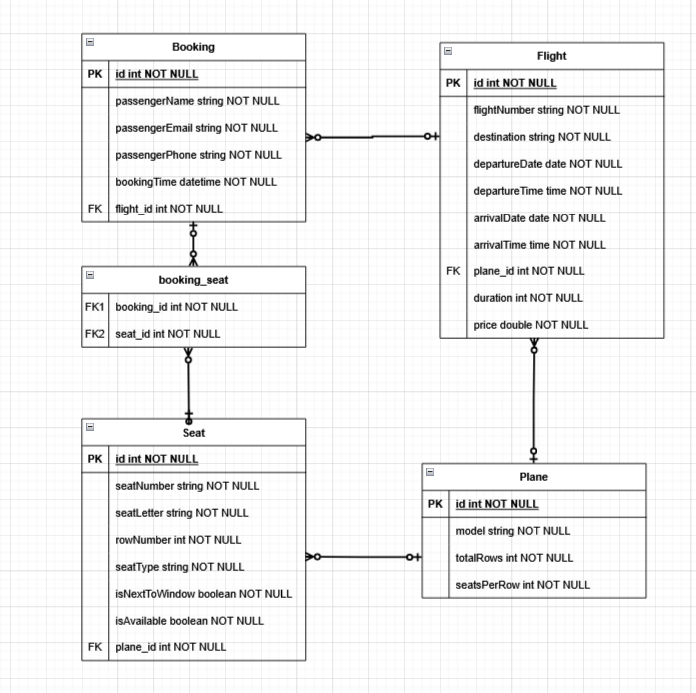 Booking
PK id int NOT NULL
passengerName string NOT NULL
passengerEmail string NOT NULL
passengerPhone string NOT NULL
bookingTime datetime NOT NULL
FK flight_id int NOT NULL
Flight
PK id int NOT NULL
flightNumber string NOT NULL
destination string NOT NULL
departureDate date NOT NULL
departureTime time NOT NULL
arrivalDate date NOT NULL
arrivalTime time NOT NULL
FK plane_id int NOT NULL
duration int NOT NULL
price double NOT NULL
booking_seat
FK1 booking_id int NOT NULL
FK2 seat_id int NOT NULL
Seat
PK id int NOT NULL
seatNumber string NOT NULL
seatLetter string NOT NULL
rowNumber int NOT NULL
seatType string NOT NULL
isNextToWindow boolean NOT NULL
isAvailable boolean NOT NULL
FK plane_id int NOT NULL
Plane
PK id int NOT NULL
model string NOT NULL
totalRows int NOT NULL
seatsPerRow int NOT NULL